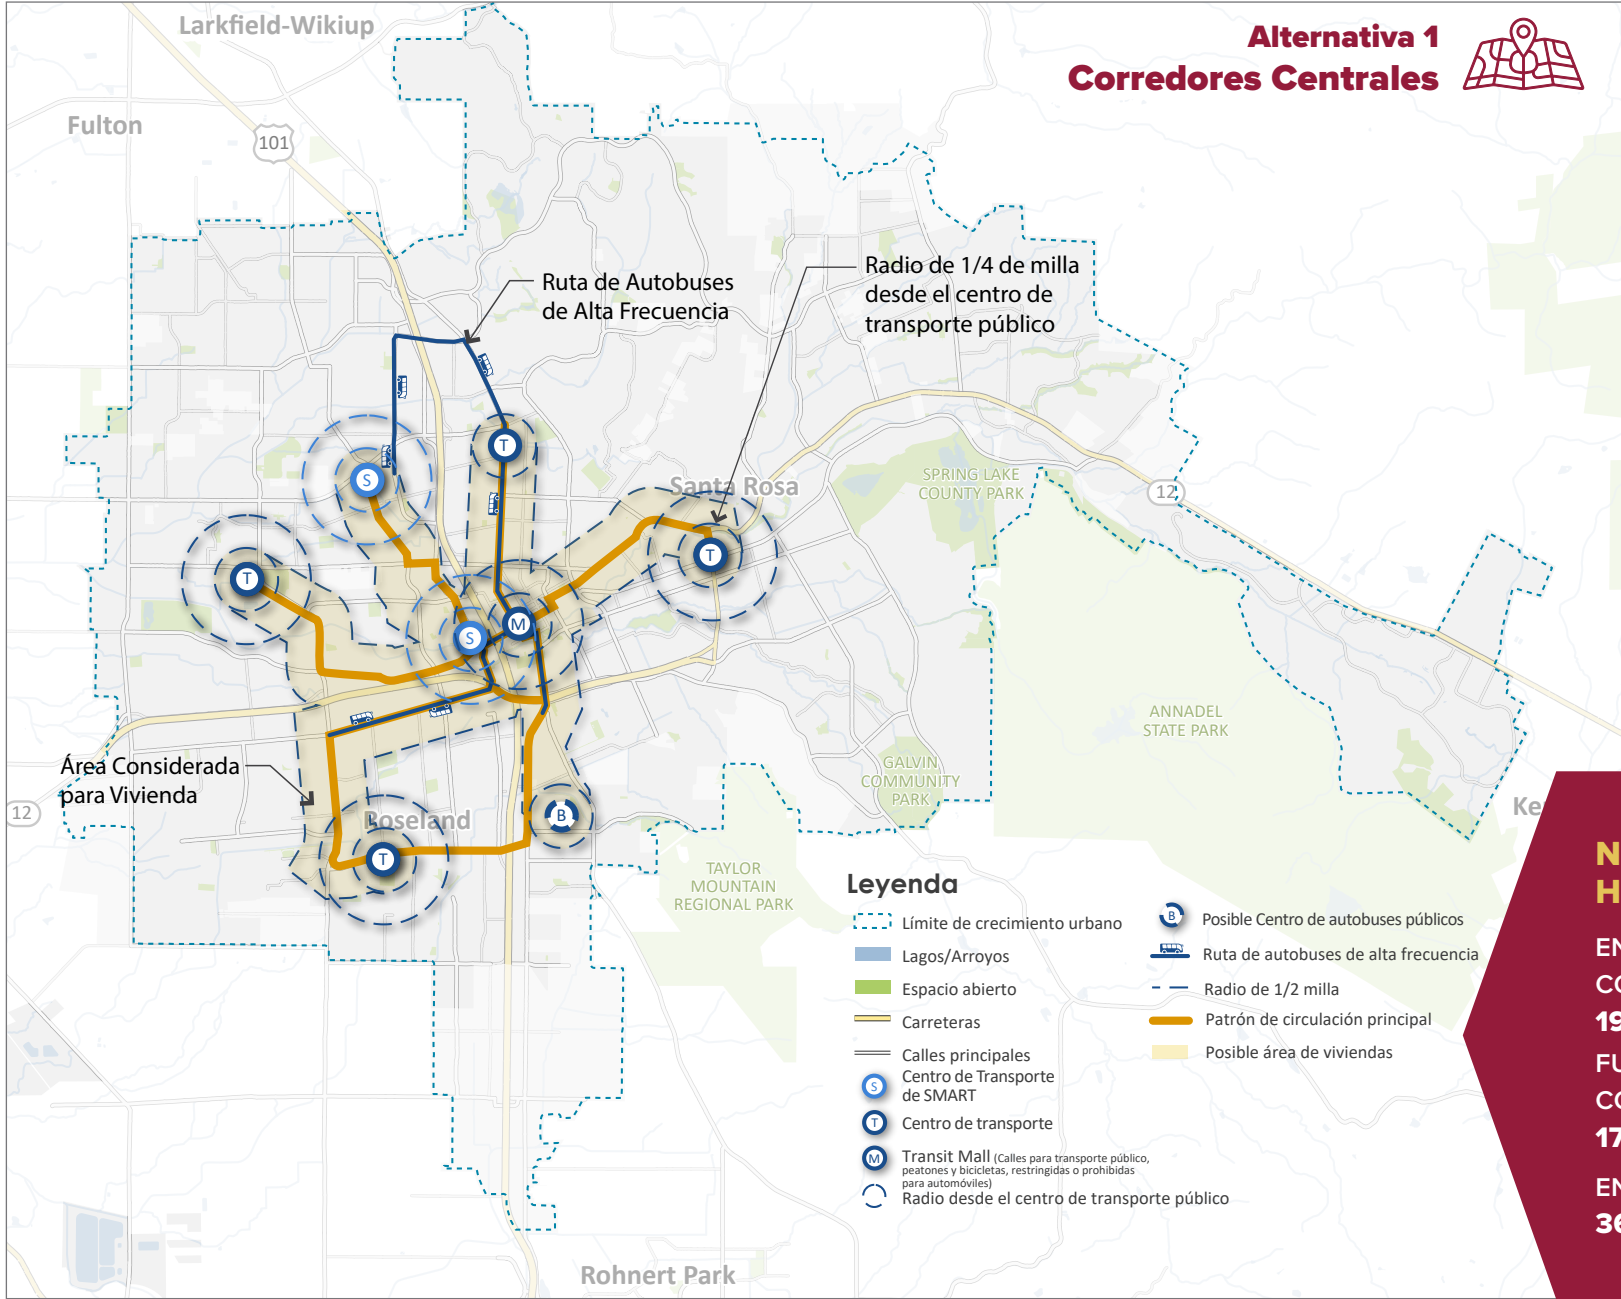 Larkfield-Wikiup
Alternativa 1
Corredores Centrales
Fulton
101
Ruta de Autobuses
de Alta Frecuencia
Radio de 1/4 de milla
desde el centro de
transporte público
T
S
Santa Rosa
SPRING LAKE
COUNTY PARK
12
T
T
M
S
ANNADEL
STATE PARK
Área Considerada
para Vivienda
GALVIN
COMMUNITY
PARK
12
B
Roseland
T
TAYLOR
MOUNTAIN
REGIONAL PARK
Leyenda
Límite de crecimiento urbano
Lagos/Arroyos
Espacio abierto
Carreteras
Calles principales
S Centro de Transporte
de SMART
T Centro de transporte
M Transit Mall (Calles para transporte público,
peatones y bicicletas, restringidas o prohibidas
para automóviles)
Radio desde el centro de transporte público
B Posible Centro de autobuses públicos
Ruta de autobuses de alta frecuencia
Radio de 1/2 milla
Patrón de circulación principal
Posible área de viviendas
Rohnert Park
19
17
36